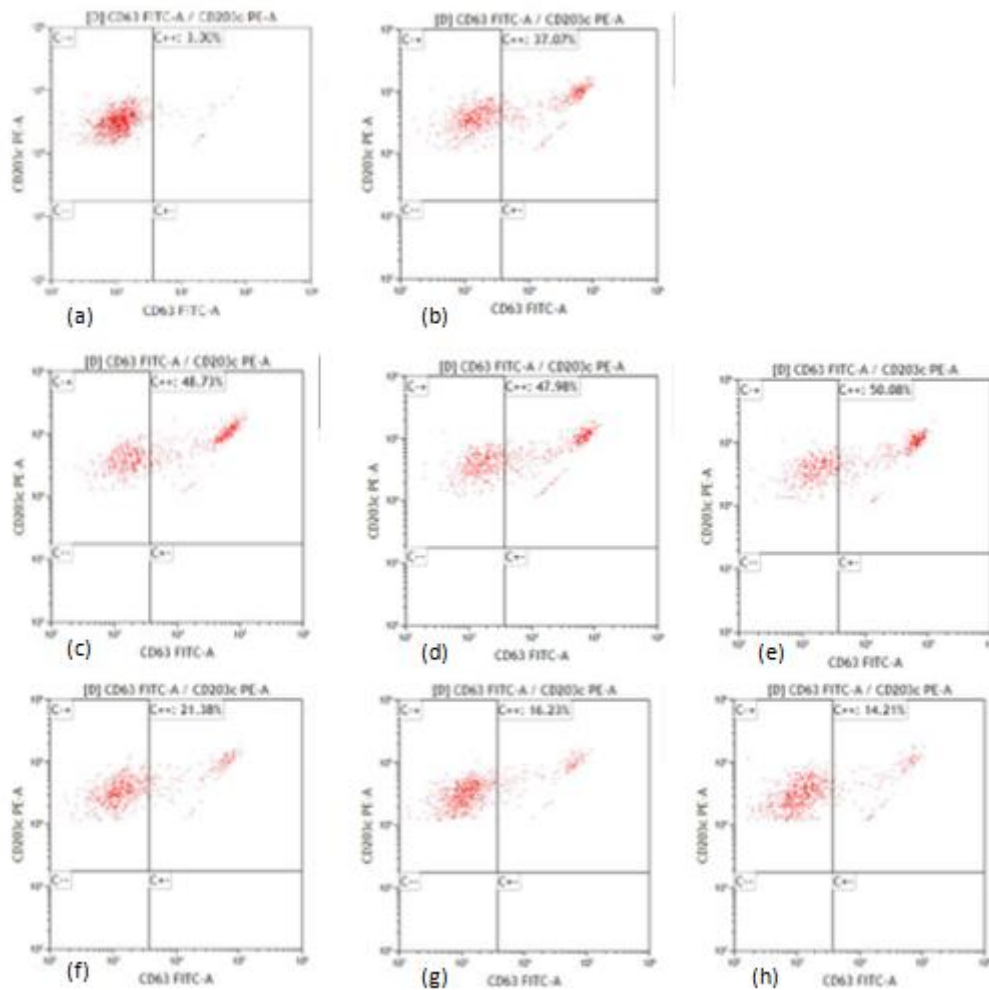 [D] CD63 FITC-A / CD203c PE-A
C-+
C++: 3.30%
CD203c PE-A
C--
C+-
CD63 FITC-A
(a)
[D] CD63 FITC-A / CD203c PE-A
C-+
C++: 37.07%
CD203c PE-A
C--
C+-
CD63 FITC-A
(b)
[D] CD63 FITC-A / CD203c PE-A
C-+
C++: 48.73%
CD203c PE-A
C--
C+-
CD63 FITC-A
(c)
[D] CD63 FITC-A / CD203c PE-A
C-+
C++: 47.98%
CD203c PE-A
C--
C+-
CD63 FITC-A
(d)
[D] CD63 FITC-A / CD203c PE-A
C-+
C++: 50.08%
CD203c PE-A
C--
C+-
CD63 FITC-A
(e)
[D] CD63 FITC-A / CD203c PE-A
C-+
C++: 21.38%
CD203c PE-A
C--
C+-
CD63 FITC-A
(f)
[D] CD63 FITC-A / CD203c PE-A
C-+
C++: 16.23%
CD203c PE-A
C--
C+-
CD63 FITC-A
(g)
[D] CD63 FITC-A / CD203c PE-A
C-+
C++: 14.21%
CD203c PE-A
C--
C+-
CD63 FITC-A
(h)